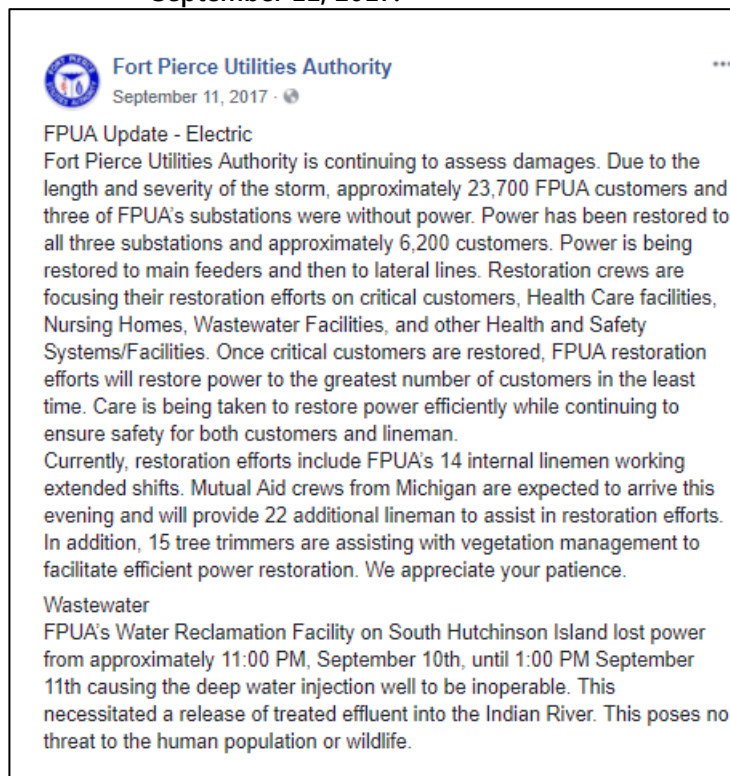 September 11, 2017:
Fort Pierce Utilities Authority
September 11, 2017 ·
FPUA Update - Electric
Fort Pierce Utilities Authority is continuing to assess damages. Due to the
length and severity of the storm, approximately 23,700 FPUA customers and
three of FPUA's substations were without power. Power has been restored to
all three substations and approximately 6,200 customers. Power is being
restored to main feeders and then to lateral lines. Restoration crews are
focusing their restoration efforts on critical customers, Health Care facilities,
Nursing Homes, Wastewater Facilities, and other Health and Safety
Systems/Facilities. Once critical customers are restored, FPUA restoration
efforts will restore power to the greatest number of customers in the least
time. Care is being taken to restore power efficiently while continuing to
ensure safety for both customers and lineman.
Currently, restoration efforts include FPUA's 14 internal linemen working
extended shifts. Mutual Aid crews from Michigan are expected to arrive this
evening and will provide 22 additional lineman to assist in restoration efforts.
In addition, 15 tree trimmers are assisting with vegetation management to
facilitate efficient power restoration. We appreciate your patience.
Wastewater
FPUA's Water Reclamation Facility on South Hutchinson Island lost power
from approximately 11:00 PM, September 10th, until 1:00 PM September
11th causing the deep water injection well to be inoperable. This
necessitated a release of treated effluent into the Indian River. This poses no
threat to the human population or wildlife.